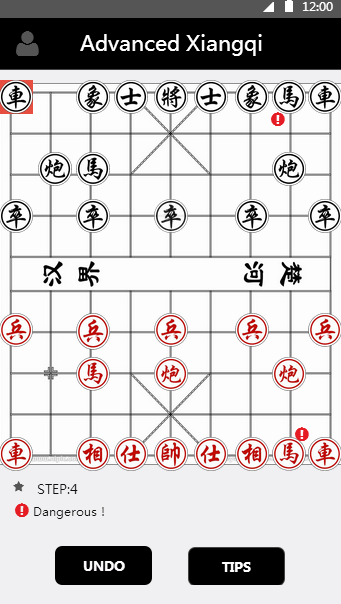 12:00
Advanced Xiangqi
車 象 士 將 士 象 馬 車
炮 馬 炮
卒 卒 卒 卒 卒
汉 界 河 楚
兵 兵 兵 兵 兵
馬 炮 炮
車 相 仕 帥 仕 相 馬 車
STEP:4
Dangerous !
UNDO TIPS